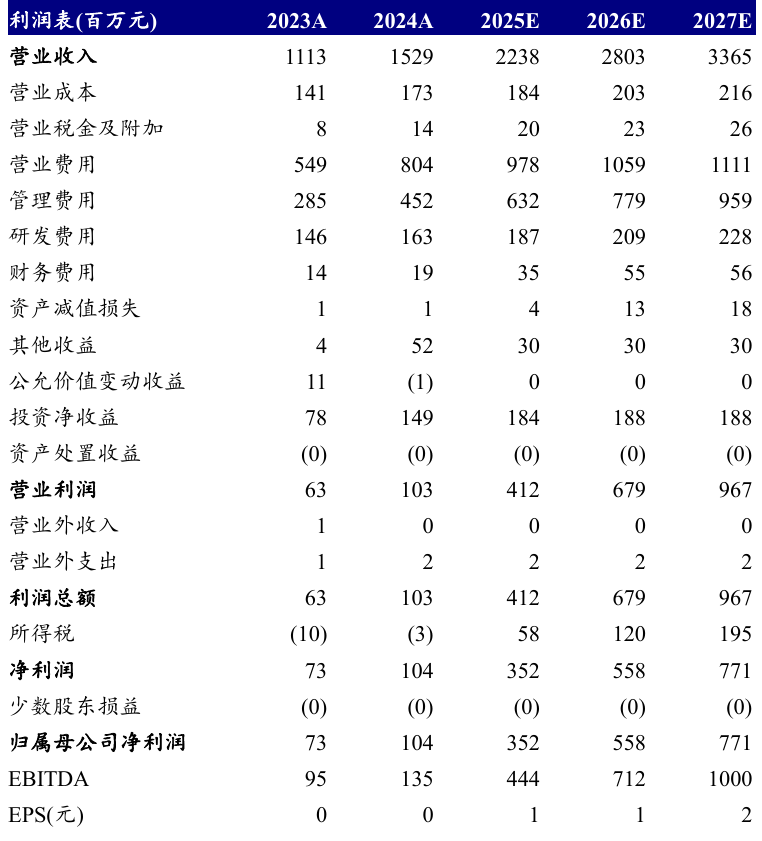 利润表(百万元) 2023A 2024A 2025E 2026E 2027E
营业收入 1113 1529 2238 2803 3365
营业成本 141 173 184 203 216
营业税金及附加 8 14 20 23 26
营业费用 549 804 978 1059 1111
管理费用 285 452 632 779 959
研发费用 146 163 187 209 228
财务费用 14 19 35 55 56
资产减值损失 1 1 4 13 18
其他收益 4 52 30 30 30
公允价值变动收益 11 (1) 0 0 0
投资净收益 78 149 184 188 188
资产处置收益 (0) (0) (0) (0) (0)
营业利润 63 103 412 679 967
营业外收入 1 0 0 0 0
营业外支出 1 2 2 2 2
利润总额 63 103 412 679 967
所得税 (10) (3) 58 120 195
净利润 73 104 352 558 771
少数股东损益 (0) (0) (0) (0) (0)
归属母公司净利润 73 104 352 558 771
EBITDA 95 135 444 712 1000
EPS(元) 0 0 1 1 2